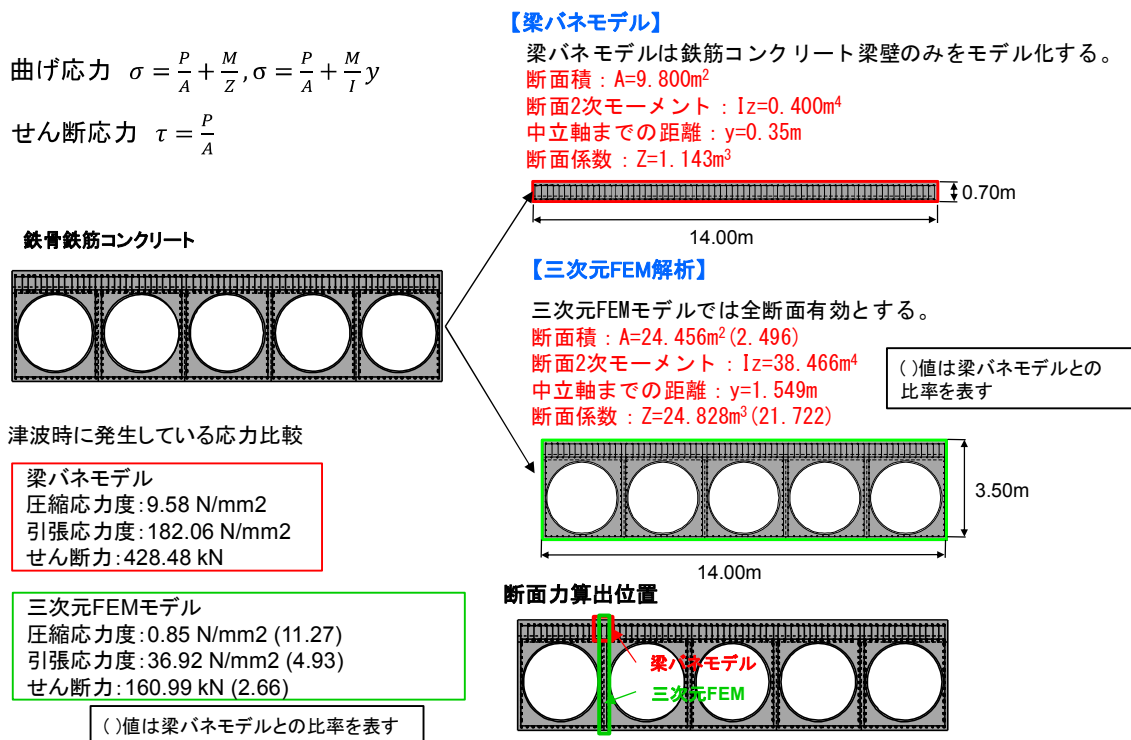 曲げ応力 σ = P/A + M/Z , σ = P/A + M/I y
せん断応力 τ = P/A
鉄骨鉄筋コンクリート
【梁バネモデル】
梁バネモデルは鉄筋コンクリート梁壁のみをモデル化する。
断面積：A=9.800m²
断面2次モーメント：Iz=0.400m⁴
中立軸までの距離：y=0.35m
断面係数：Z=1.143m³
0.70m
14.00m
【三次元FEM解析】
三次元FEMモデルでは全断面有効とする。
断面積：A=24.456m²(2.496)
断面2次モーメント：Iz=38.466m⁴
中立軸までの距離：y=1.549m
断面係数：Z=24.828m³(21.722)
( )値は梁バネモデルとの
比率を表す
3.50m
14.00m
津波時に発生している応力比較
梁バネモデル
圧縮応力度:9.58 N/mm2
引張応力度:182.06 N/mm2
せん断力:428.48 kN
三次元FEMモデル
圧縮応力度:0.85 N/mm2 (11.27)
引張応力度:36.92 N/mm2 (4.93)
せん断力:160.99 kN (2.66)
( )値は梁バネモデルとの比率を表す
断面力算出位置
梁バネモデル
三次元FEM